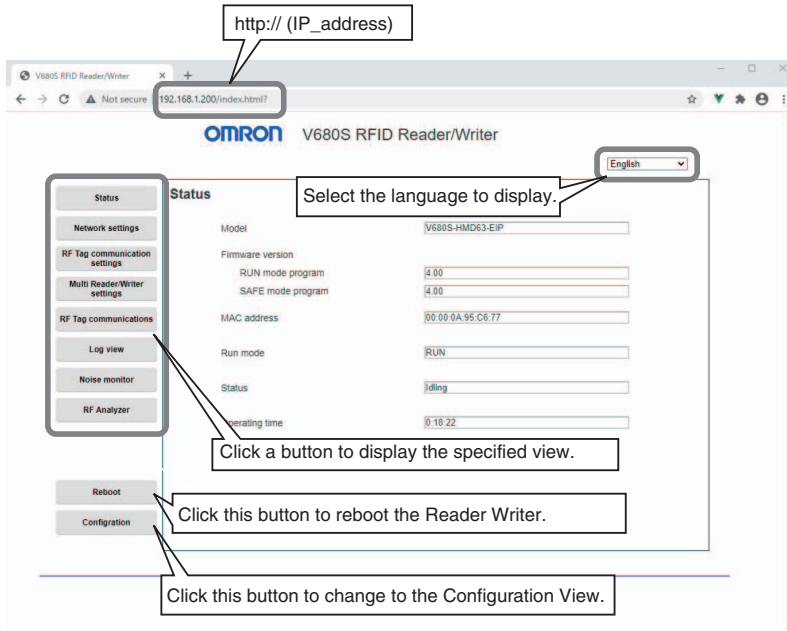 http:// (IP_address)
V680S RFID Reader/Writer
Not secure
192.168.1.200/index.html?
OMRON V680S RFID Reader/Writer
English
Select the language to display.
Status
Network settings
RF Tag communication
settings
Multi Reader/Writer
settings
RF Tag communications
Log view
Noise monitor
RF Analyzer
Reboot
Configration
Status
Model V680S-HMD63-EIP
Firmware version
RUN mode program 4.00
SAFE mode program 4.00
MAC address 00:00:0A:95:C6:77
Run mode RUN
Status Idling
perating time 0:18:22
Click a button to display the specified view.
Click this button to reboot the Reader Writer.
Click this button to change to the Configuration View.